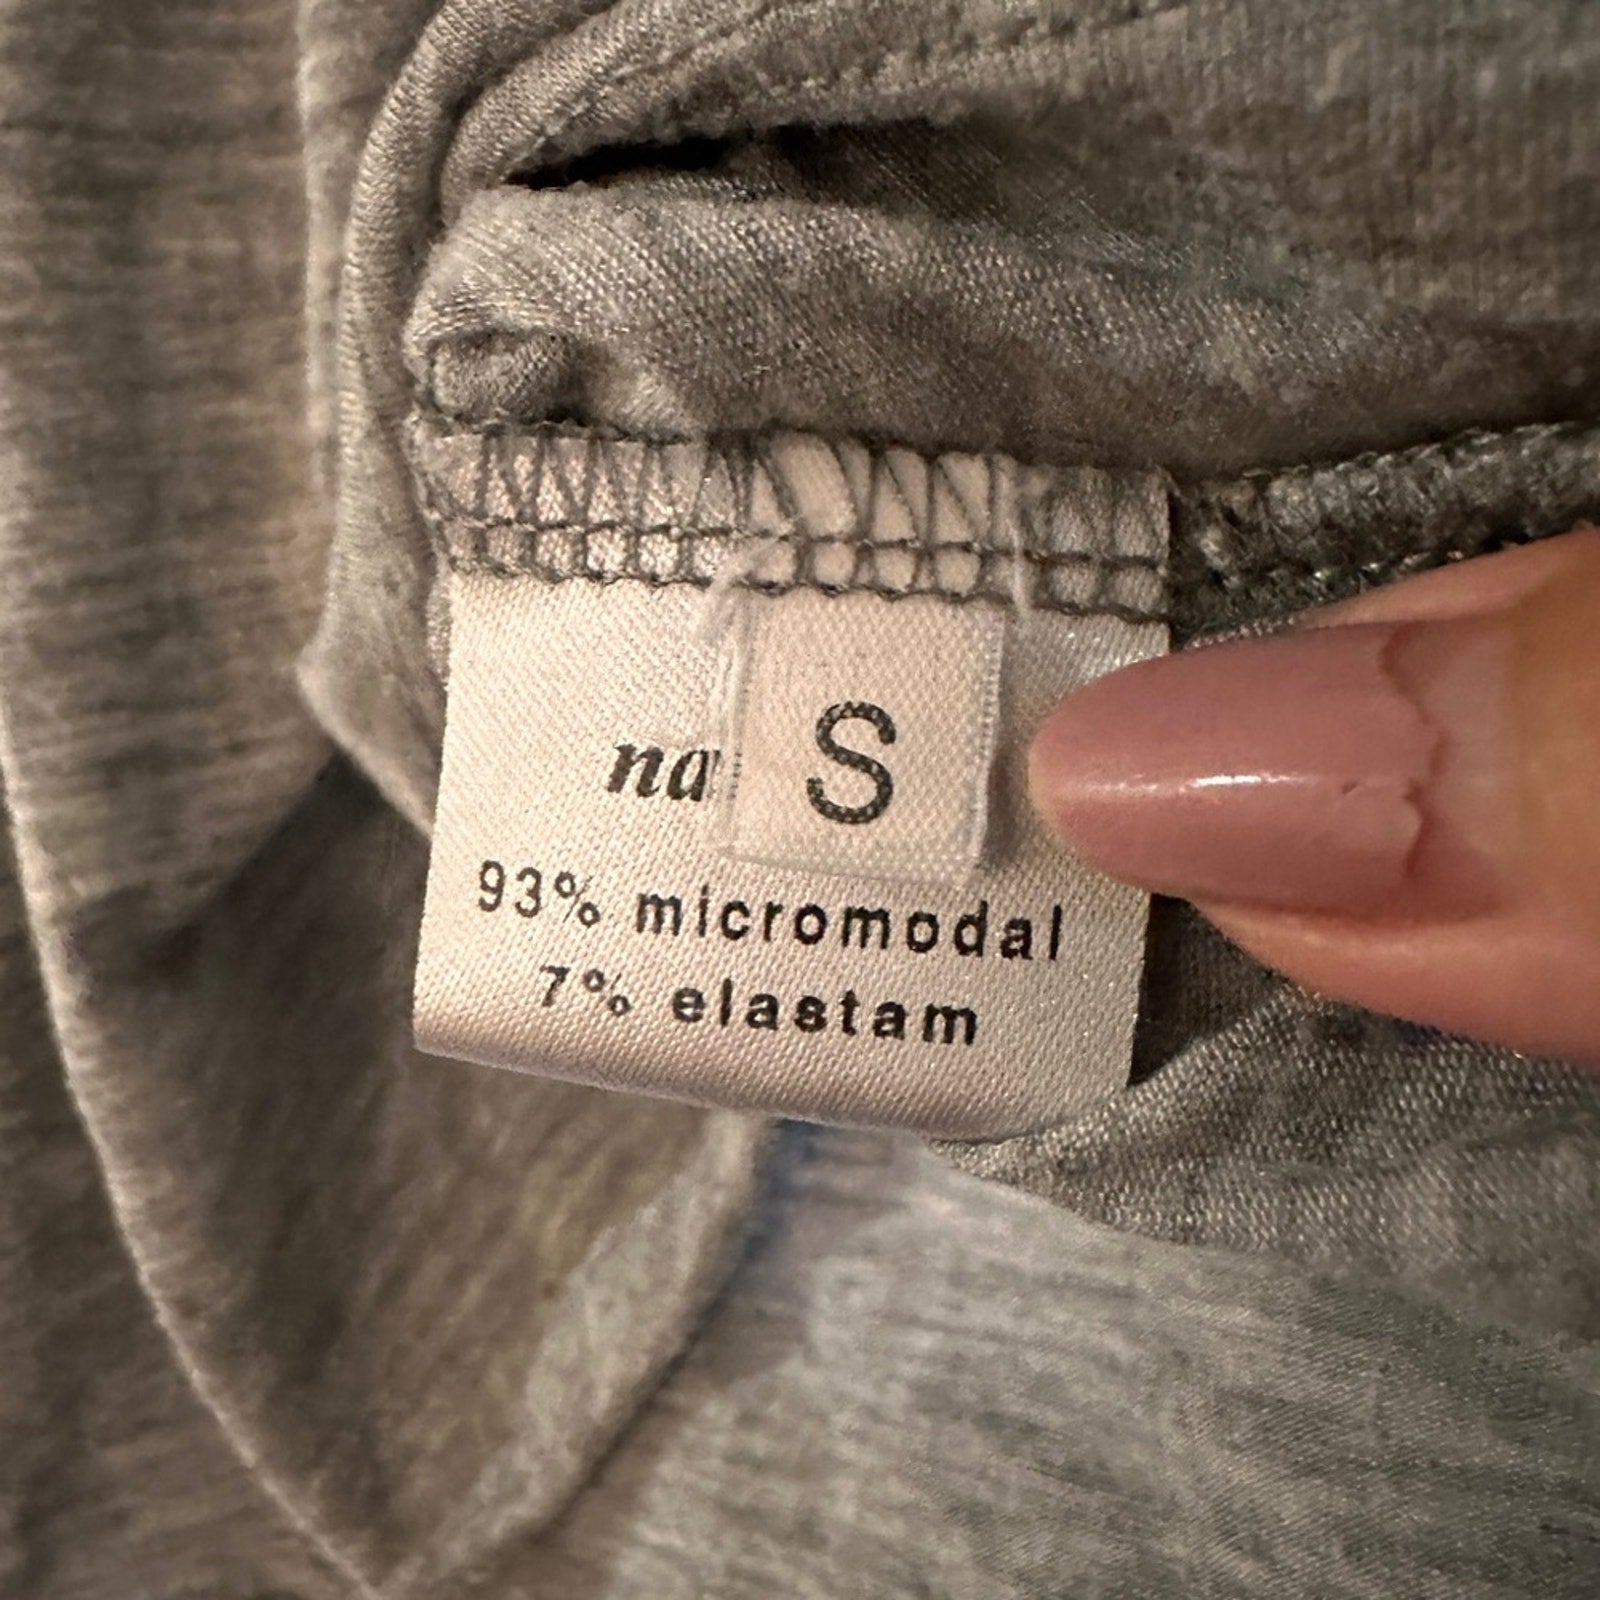 na S
93% micromodal
7% elastam